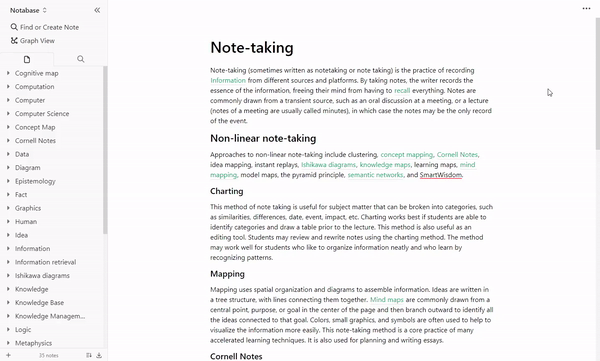 Notabase
Find or Create Note
Graph View
Cognitive map
Computation
Computer
Computer Science
Concept Map
Cornell Notes
Data
Diagram
Epistemology
Fact
Graphics
Human
Idea
Information
Information retrieval
Ishikawa diagrams
Knowledge
Knowledge Base
Knowledge Managem...
Logic
Metaphysics
35 notes
Note-taking
Note-taking (sometimes written as notetaking or note taking) is the practice of recording
Information from different sources and platforms. By taking notes, the writer records the
essence of the information, freeing their mind from having to recall everything. Notes are
commonly drawn from a transient source, such as an oral discussion at a meeting, or a lecture
(notes of a meeting are usually called minutes), in which case the notes may be the only record
of the event.
Non-linear note-taking
Approaches to non-linear note-taking include clustering, concept mapping, Cornell Notes,
idea mapping, instant replays, Ishikawa diagrams, knowledge maps, learning maps, mind
mapping, model maps, the pyramid principle, semantic networks, and SmartWisdom.
Charting
This method of note taking is useful for subject matter that can be broken into categories, such
as similarities, differences, date, event, impact, etc. Charting works best if students are able to
identify categories and draw a table prior to the lecture. This method is also useful as an
editing tool. Students may review and rewrite notes using the charting method. The method
may work well for students who like to organize information neatly and who learn by
recognizing patterns.
Mapping
Mapping uses spatial organization and diagrams to assemble information. Ideas are written in
a tree structure, with lines connecting them together. Mind maps are commonly drawn from a
central point, purpose, or goal in the center of the page and then branch outward to identify all
the ideas connected to that goal. Colors, small graphics, and symbols are often used to help to
visualize the information more easily. This note-taking method is a core practice of many
accelerated learning techniques. It is also used for planning and writing essays.
Cornell Notes